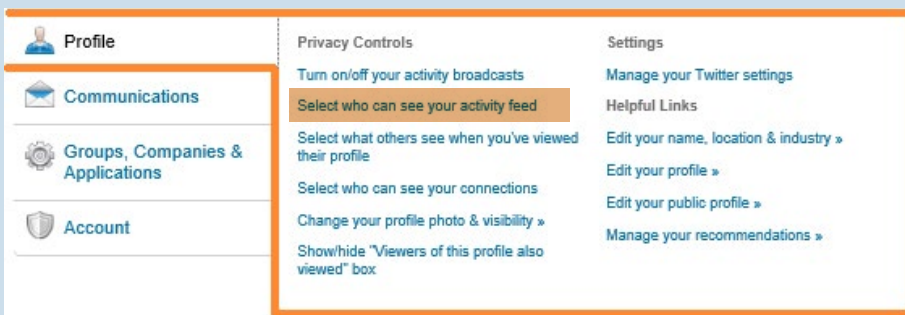 Profile
Communications
Groups, Companies &
Applications
Account
Privacy Controls
Turn on/off your activity broadcasts
Select who can see your activity feed
Select what others see when you've viewed
their profile
Select who can see your connections
Change your profile photo & visibility »
Show/hide "Viewers of this profile also
viewed" box
Settings
Manage your Twitter settings
Helpful Links
Edit your name, location & industry »
Edit your profile »
Edit your public profile »
Manage your recommendations »